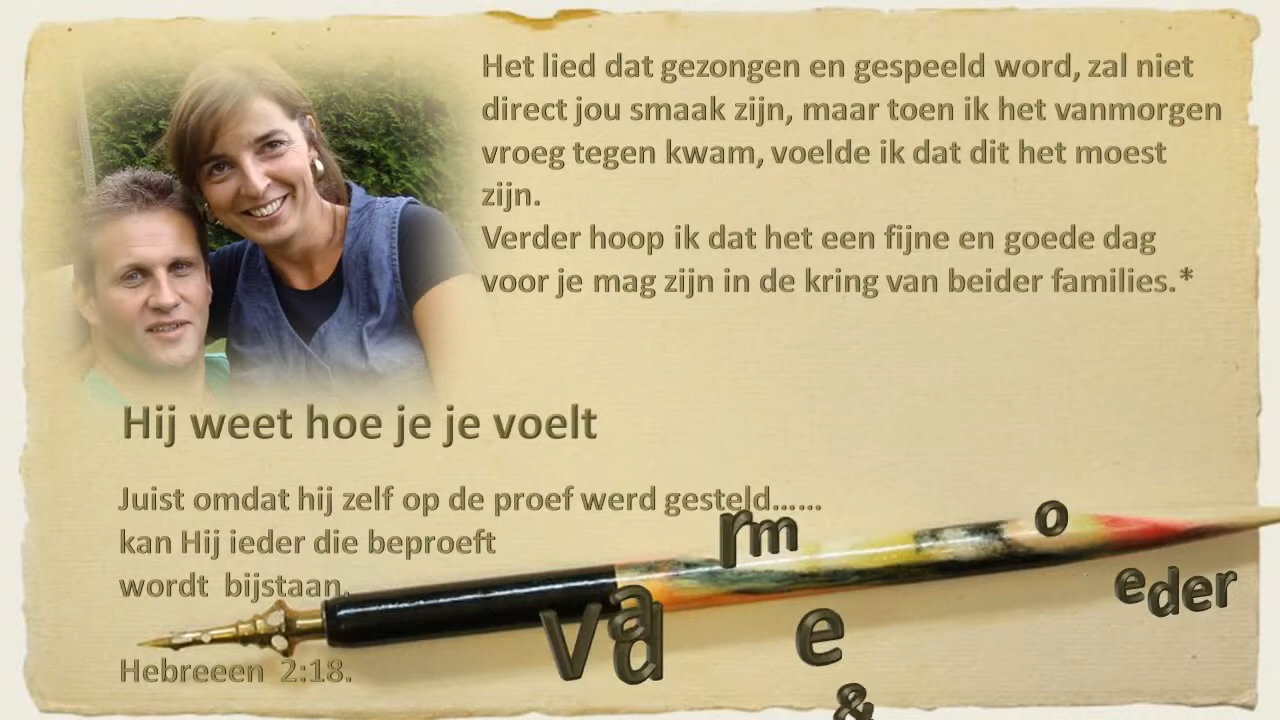 Het lied dat gezongen en gespeeld word, zal niet
direct jou smaak zijn, maar toen ik het vanmorgen
vroeg tegen kwam, voelde ik dat dit het moest
zijn.
Verder hoop ik dat het een fijne en goede dag
voor je mag zijn in de kring van beider families.*
Hij weet hoe je je voelt
Juist omdat hij zelf op de proef werd gesteld……
kan Hij ieder die beproeft
wordt  bijstaan.
Hebreeen  2:18.
rm
o
eder
Va
d
e
&